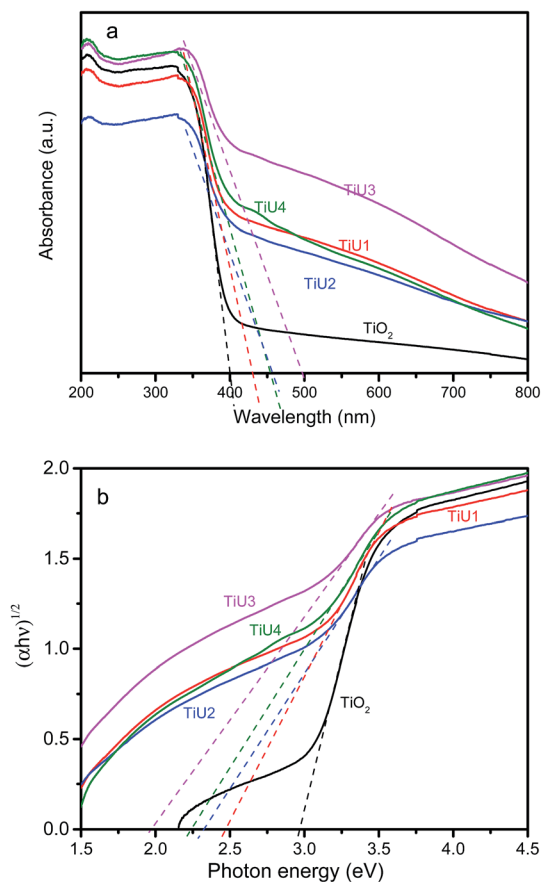 a
Absorbance (a.u.)
TiU3
TiU4
TiU1
TiU2
TiO2
200 300 400 500 600 700 800
Wavelength (nm)
b
2.0
1.5
1.0
0.5
0.0
(αhν)1/2
TiU1
TiU3
TiU4
TiU2
TiO2
1.5 2.0 2.5 3.0 3.5 4.0 4.5
Photon energy (eV)